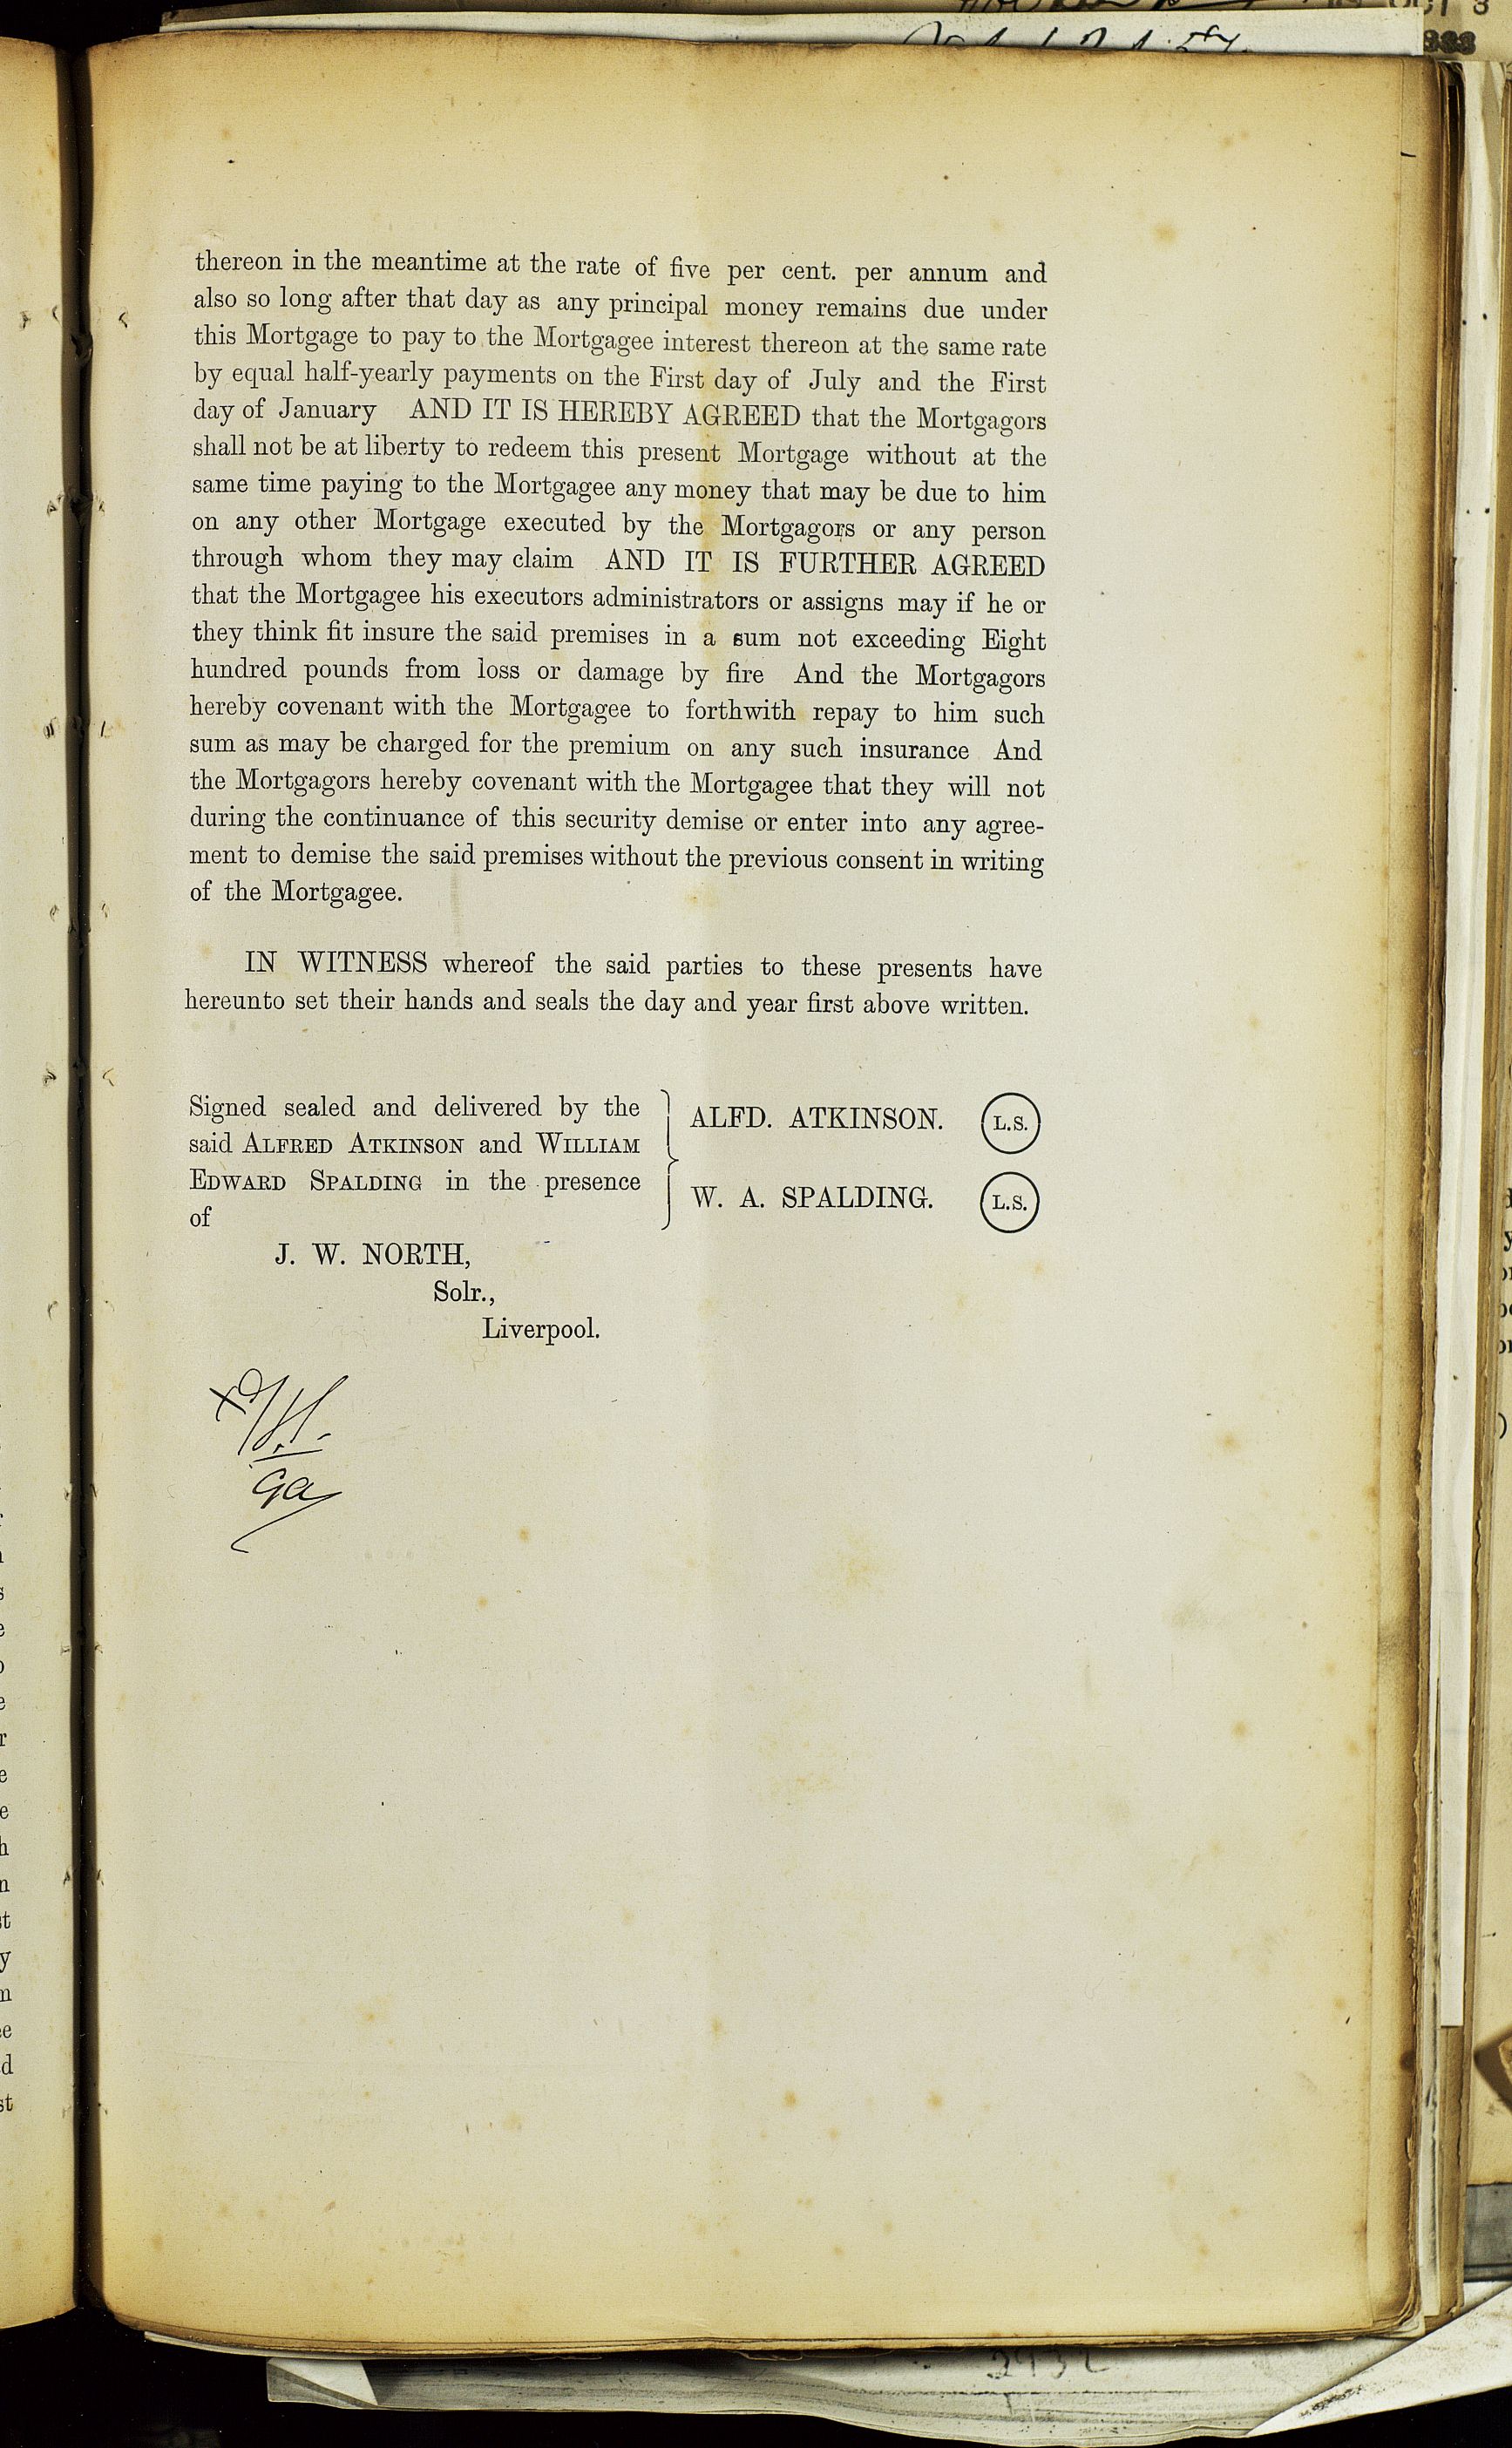 thereon in the meantime at the rate of five per cent. per annum and
also so long after that day as any principal money remains due under
this Mortgage to pay to the Mortgagee interest thereon at the same rate
by equal half-yearly payments on the First day of July and the First
day of January AND IT IS HEREBY AGREED that the Mortgagors
shall not be at liberty to redeem this present Mortgage without at the
same time paying to the Mortgagee any money that may be due to him
on any other Mortgage executed by the Mortgagors or any person
through whom they may claim AND IT IS FURTHER AGREED
that the Mortgagee his executors administrators or assigns may if he or
they think fit insure the said premises in a sum not exceeding Eight
hundred pounds from loss or damage by fire And the Mortgagors
hereby covenant with the Mortgagee to forthwith repay to him such
sum as may be charged for the premium on any such insurance And
the Mortgagors hereby covenant with the Mortgagee that they will not
during the continuance of this security demise or enter into any agree-
ment to demise the said premises without the previous consent in writing
of the Mortgagee.
IN WITNESS whereof the said parties to these presents have
hereunto set their hands and seals the day and year first above written.
Signed sealed and delivered by the
said ALFRED ATKINSON and WILLIAM
EDWARD SPALDING in the presence
of
ALFD. ATKINSON. L.S.
W. A. SPALDING. L.S.
J. W. NORTH,
Solr.,
Liverpool.